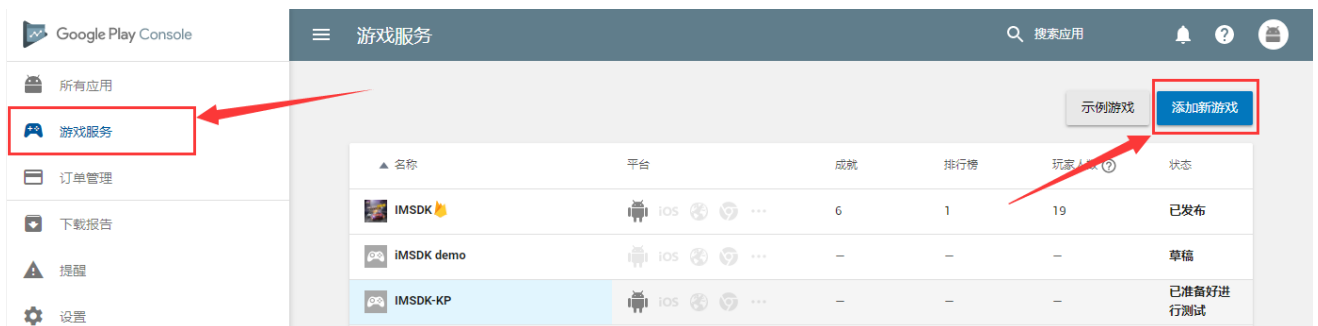 Google Play Console
游戏服务
搜索应用
所有应用
游戏服务
订单管理
下载报告
提醒
设置
示例游戏
添加新游戏
名称 平台 成就 排行榜 玩家人数 状态
IMSDK iOS 6 1 19 已发布
iMSDK demo iOS – – – 草稿
IMSDK-KP iOS – – – 已准备好进
行测试